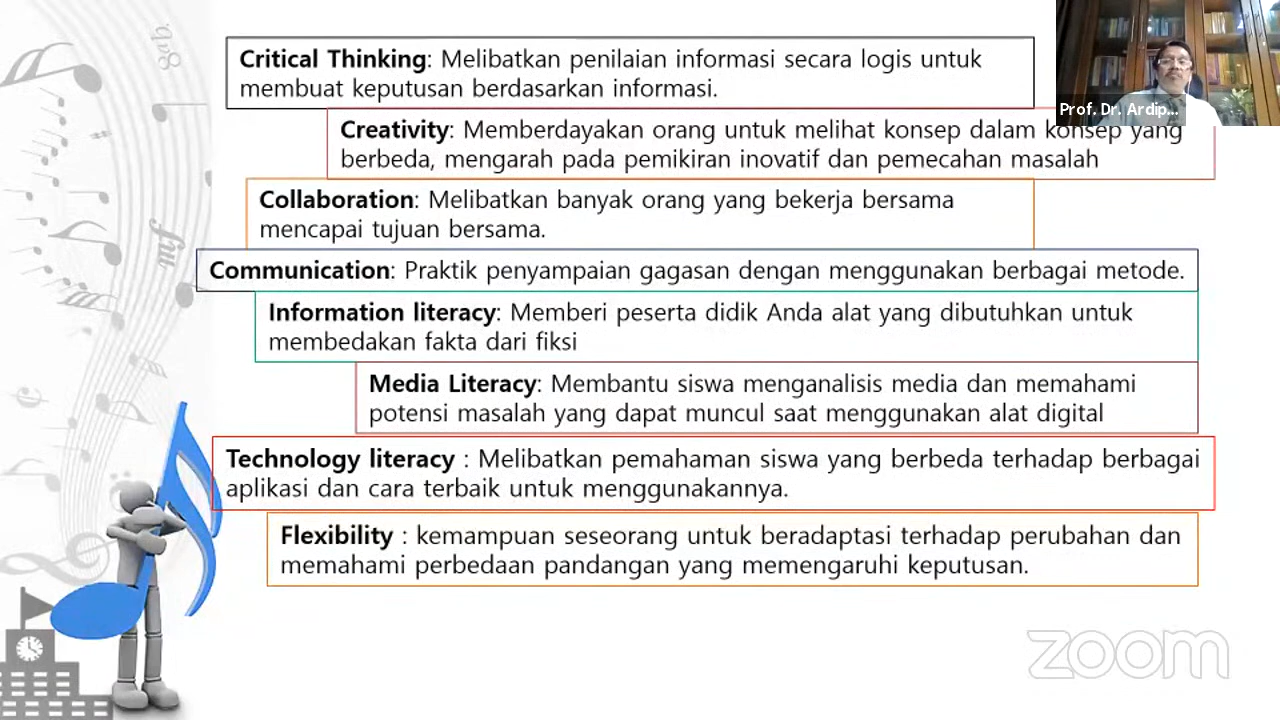 Critical Thinking: Melibatkan penilaian informasi secara logis untuk
membuat keputusan berdasarkan informasi.
Prof. Dr. Ardip...
Creativity: Memberdayakan orang untuk melihat konsep dalam konsep yang
berbeda, mengarah pada pemikiran inovatif dan pemecahan masalah
Collaboration: Melibatkan banyak orang yang bekerja bersama
mencapai tujuan bersama.
Communication: Praktik penyampaian gagasan dengan menggunakan berbagai metode.
Information literacy: Memberi peserta didik Anda alat yang dibutuhkan untuk
membedakan fakta dari fiksi
Media Literacy: Membantu siswa menganalisis media dan memahami
potensi masalah yang dapat muncul saat menggunakan alat digital
Technology literacy : Melibatkan pemahaman siswa yang berbeda terhadap berbagai
aplikasi dan cara terbaik untuk menggunakannya.
Flexibility : kemampuan seseorang untuk beradaptasi terhadap perubahan dan
memahami perbedaan pandangan yang memengaruhi keputusan.
zoom